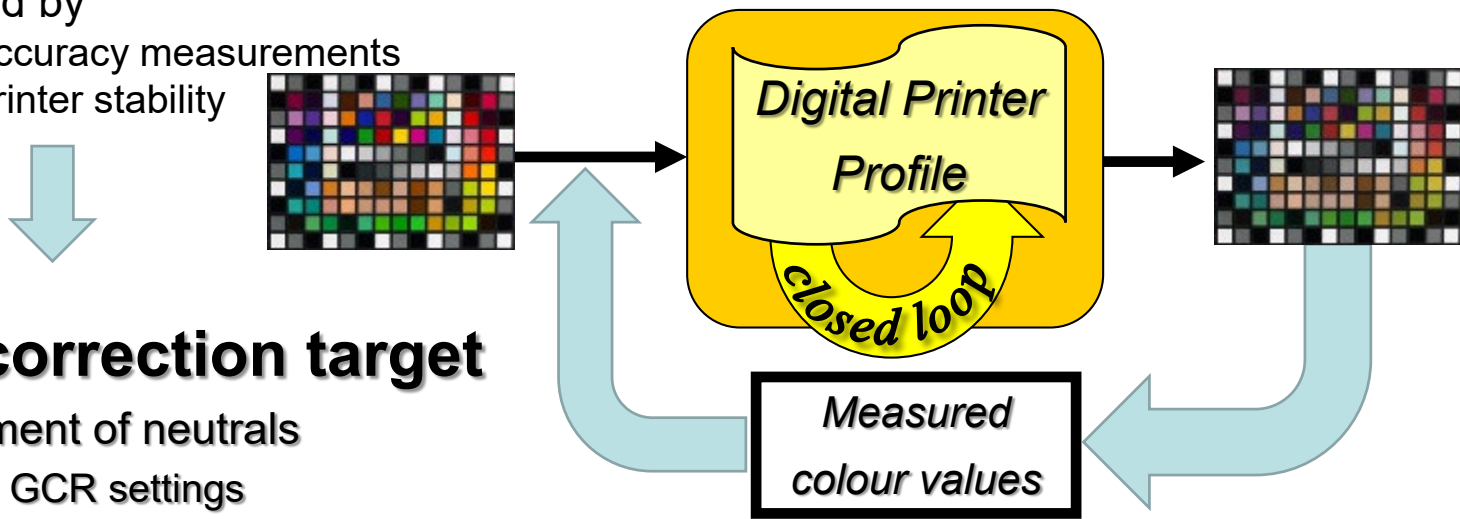 d by
ccuracy measurements
rinter stability
Digital Printer
Profile
closed loop
correction target
ment of neutrals
GCR settings
Measured
colour values